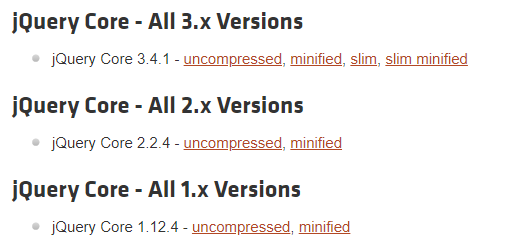 jQuery Core - All 3.x Versions
jQuery Core 3.4.1 - uncompressed, minified, slim, slim minified
jQuery Core - All 2.x Versions
jQuery Core 2.2.4 - uncompressed, minified
jQuery Core - All 1.x Versions
jQuery Core 1.12.4 - uncompressed, minified